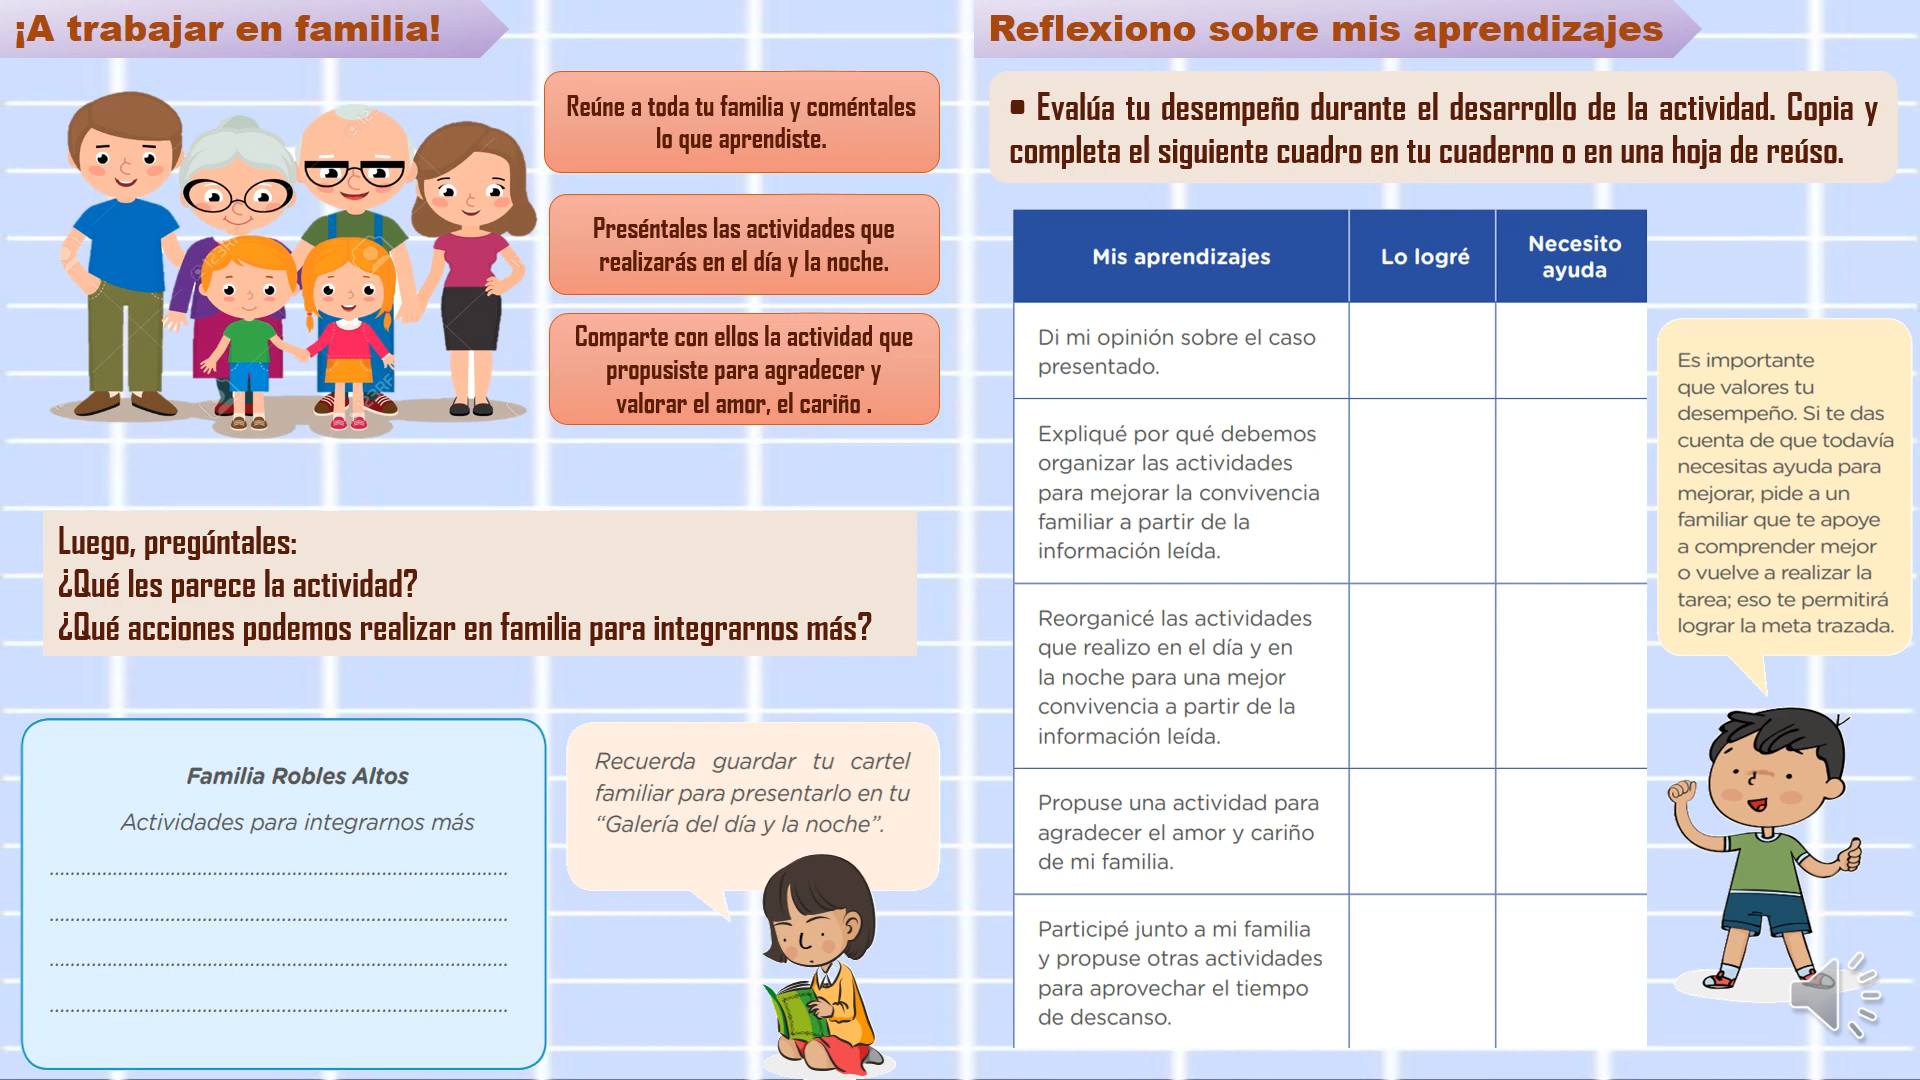 ¡A trabajar en familia!
Reúne a toda tu familia y coméntales
lo que aprendiste.
Preséntales las actividades que
realizarás en el día y la noche.
Comparte con ellos la actividad que
propusiste para agradecer y
valorar el amor, el cariño .
Luego, pregúntales:
¿Qué les parece la actividad?
¿Qué acciones podemos realizar en familia para integrarnos más?
Familia Robles Altos
Actividades para integrarnos más
Recuerda guardar tu cartel
familiar para presentarlo en tu
“Galería del día y la noche”.
Reflexiono sobre mis aprendizajes
▪ Evalúa tu desempeño durante el desarrollo de la actividad. Copia y
completa el siguiente cuadro en tu cuaderno o en una hoja de reúso.
Mis aprendizajes
Lo logré
Necesito
ayuda
Di mi opinión sobre el caso
presentado.
Expliqué por qué debemos
organizar las actividades
para mejorar la convivencia
familiar a partir de la
información leída.
Reorganicé las actividades
que realizo en el día y en
la noche para una mejor
convivencia a partir de la
información leída.
Propuse una actividad para
agradecer el amor y cariño
de mi familia.
Participé junto a mi familia
y propuse otras actividades
para aprovechar el tiempo
de descanso.
Es importante
que valores tu
desempeño. Si te das
cuenta de que todavía
necesitas ayuda para
mejorar, pide a un
familiar que te apoye
a comprender mejor
o vuelve a realizar la
tarea; eso te permitirá
lograr la meta trazada.